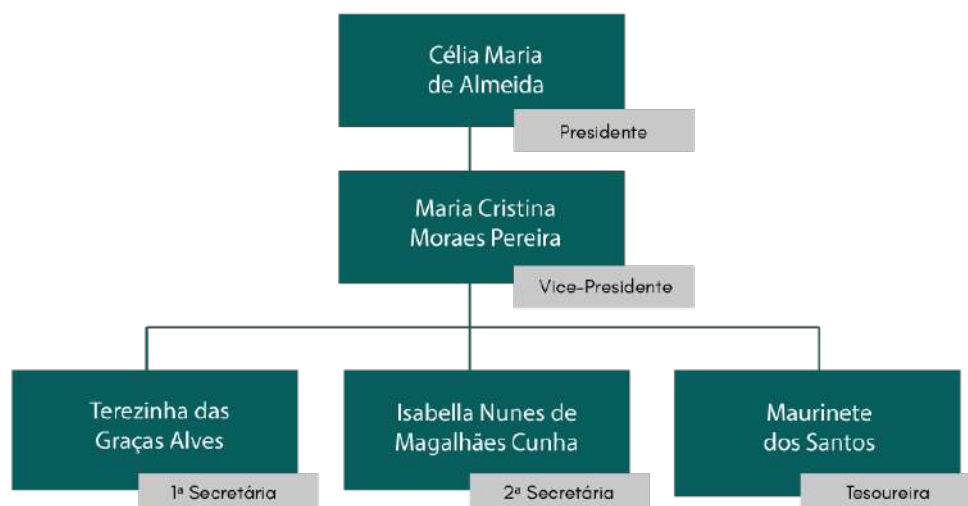 Célia Maria
de Almeida
Presidente
Maria Cristina
Moraes Pereira
Vice-Presidente
Terezinha das
Graças Alves
1ª Secretária
Isabella Nunes de
Magalhães Cunha
2ª Secretária
Maurinete
dos Santos
Tesoureira